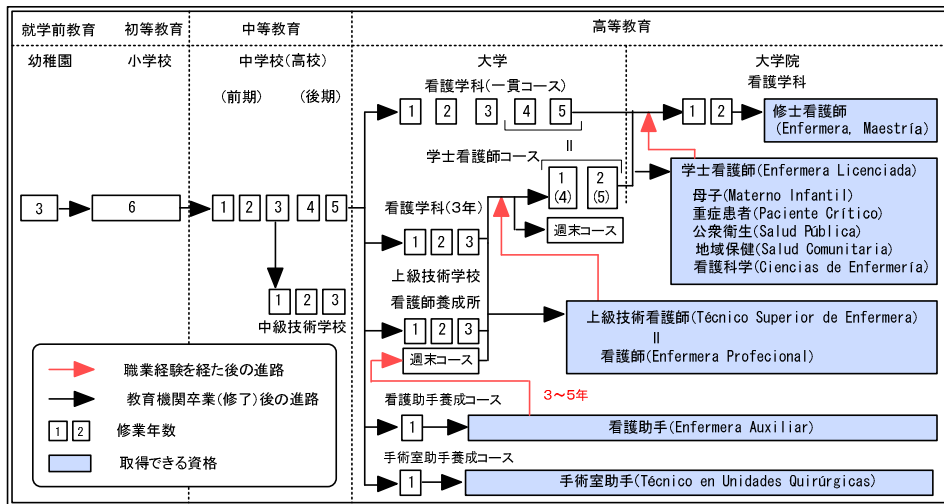 就学前教育 初等教育 中等教育 高等教育
幼稚園 小学校 中学校(高校) 大学 大学院
看護学科(一貫コース) 看護学科
(前期) (後期)
1 2 3 4 5 1 2 修士看護師
(Enfermera, Maestría)
॥
学士看護師コース
1 2
(4) (5)
学士看護師(Enfermera Licenciada)
母子(Materno Infantil)
重症患者(Paciente Crítico)
公衆衛生(Salud Pública)
地域保健(Salud Comunitaria)
看護科学(Ciencias de Enfermería)
3 6 1 2 3 4 5
看護学科(3年)
週末コース
1 2 3
上級技術学校
看護師養成所
1 2 3
中級技術学校
1 2 3
週末コース
上級技術看護師(Técnico Superior de Enfermera)
॥
看護師(Enfermera Profecional)
職業経験を経た後の進路
教育機関卒業(修了)後の進路
1 2 修業年数
取得できる資格
3~5年
看護助手養成コース
1 看護助手(Enfermera Auxiliar)
手術室助手養成コース
1 手術室助手(Técnico en Unidades Quirúrgicas)